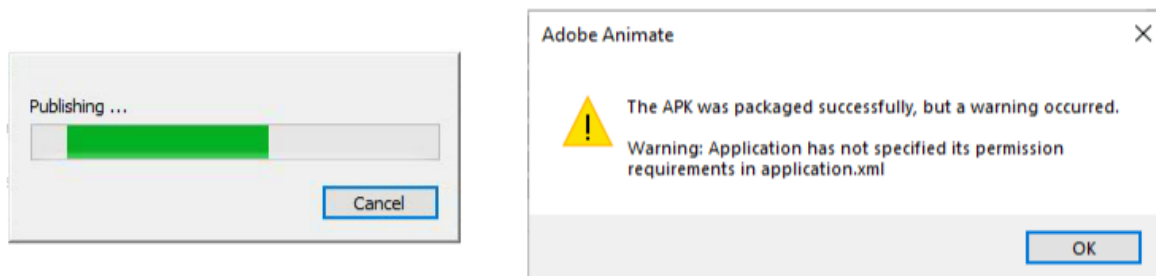 Publishing ...
Cancel
Adobe Animate
The APK was packaged successfully, but a warning occurred.
Warning: Application has not specified its permission
requirements in application.xml
OK